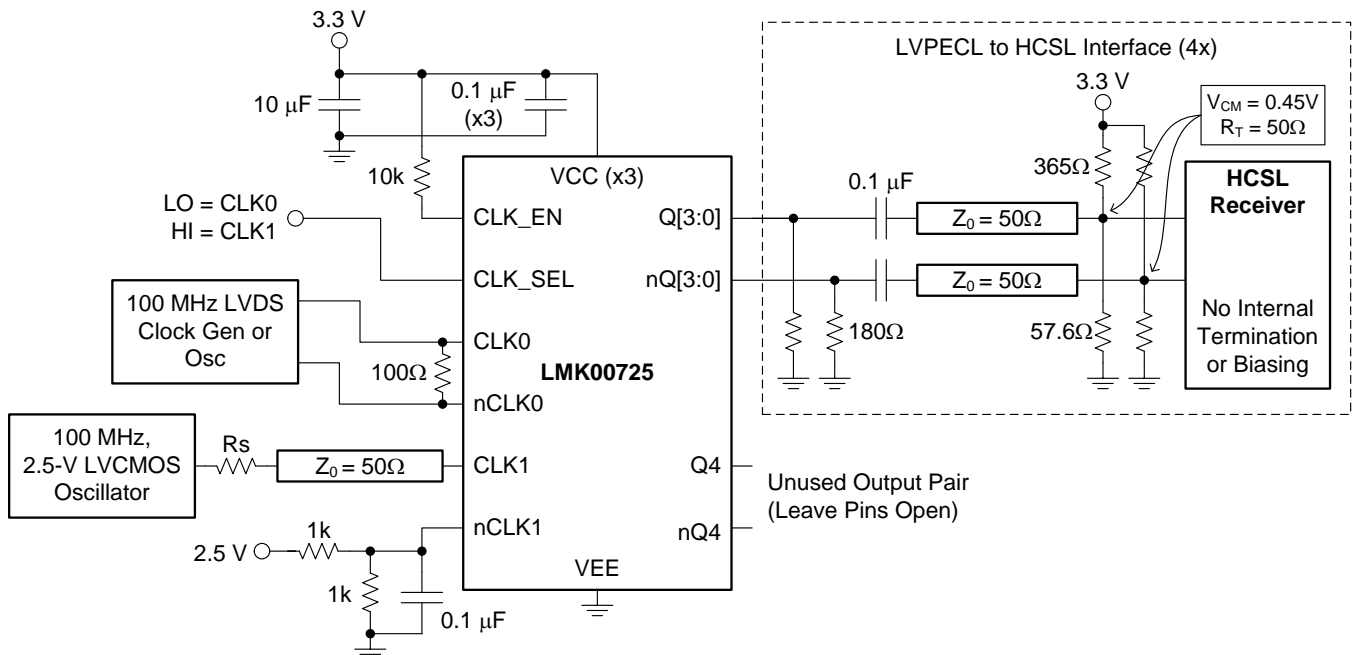 3.3 V
10 µF
0.1 µF
(x3)
10k
LO = CLK0
HI = CLK1
100 MHz LVDS
Clock Gen or
Osc
100Ω
100 MHz,
2.5-V LVCMOS
Oscillator
Rs
Z0 = 50Ω
2.5 V
1k
1k
0.1 µF
VCC (x3)
CLK_EN
CLK_SEL
CLK0
nCLK0
CLK1
nCLK1
LMK00725
Q[3:0]
nQ[3:0]
Q4
nQ4
VEE
Unused Output Pair
(Leave Pins Open)
LVPECL to HCSL Interface (4x)
3.3 V
VCM = 0.45V
RT = 50Ω
365Ω
0.1 µF
Z0 = 50Ω
Z0 = 50Ω
180Ω
57.6Ω
HCSL
Receiver
No Internal
Termination
or Biasing